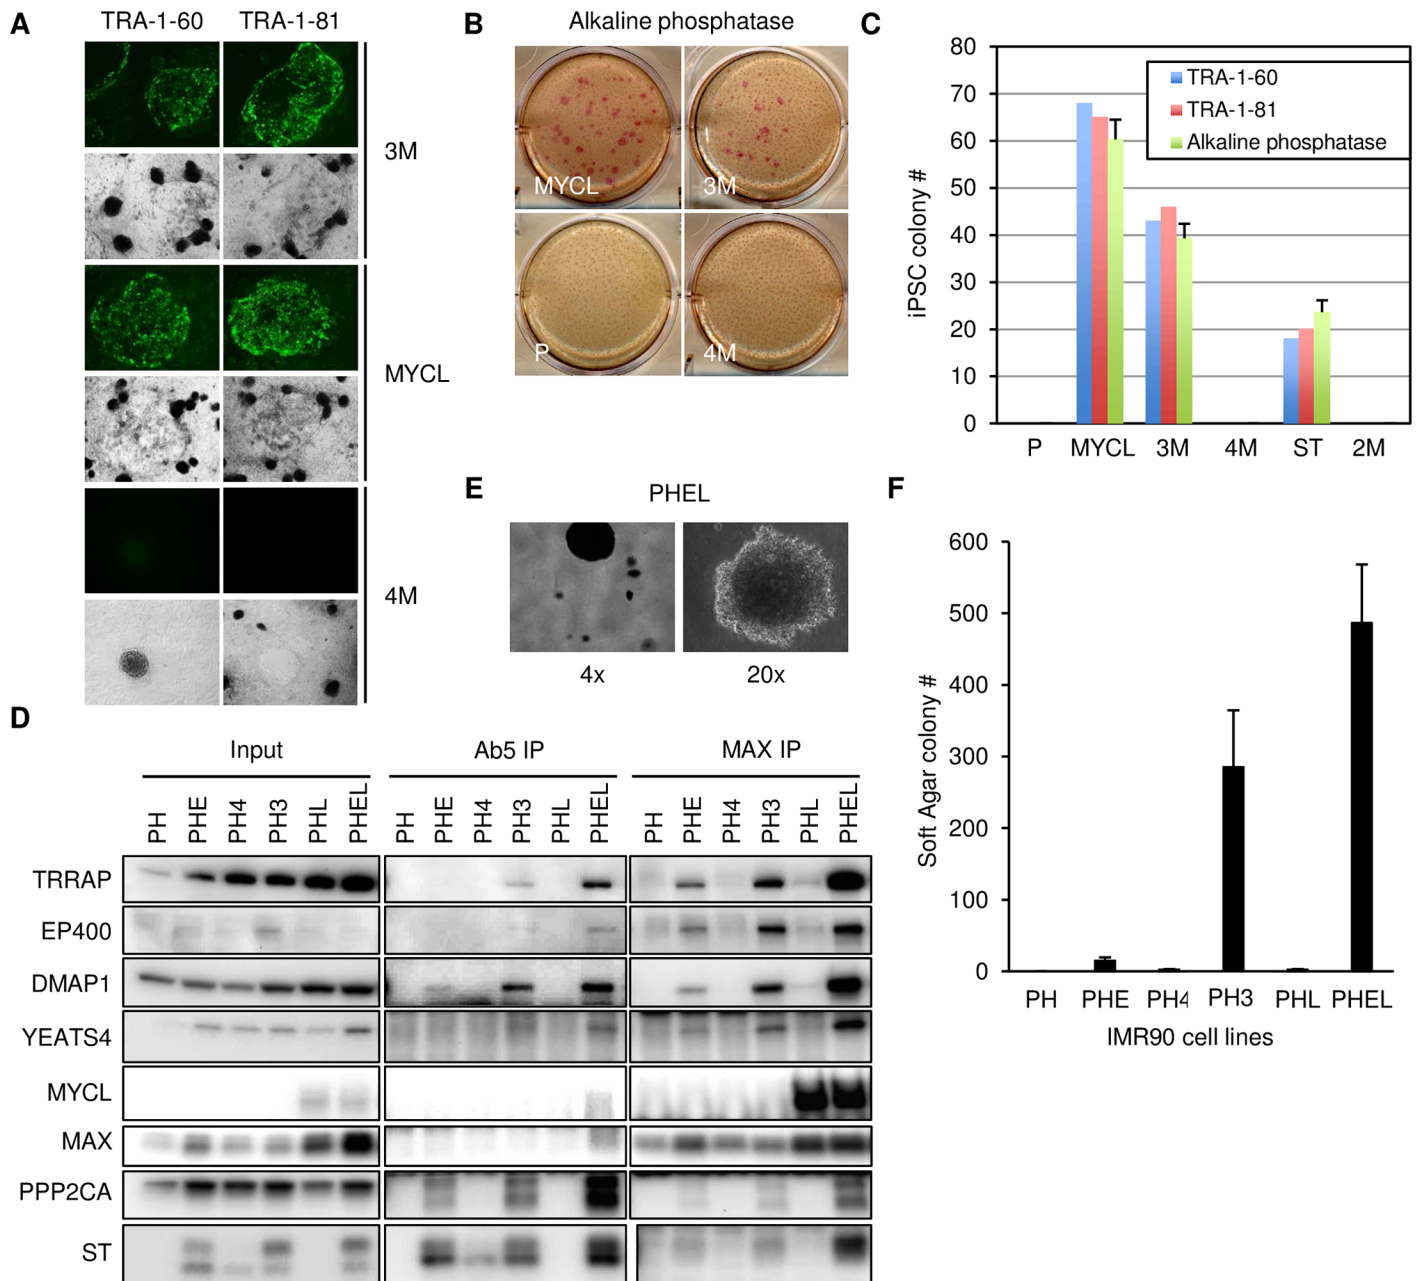 A
TRA-1-60 TRA-1-81
3M
MYCL
4M
B
Alkaline phosphatase
MYCL
3M
P
4M
C
80
70
60
50
40
30
20
10
0
iPSC colony #
TRA-1-60
TRA-1-81
Alkaline phosphatase
P MYCL 3M 4M ST 2M
D
Input Ab5 IP MAX IP
PH PHE PH4 PH3 PHL PHEL PH PHE PH4 PH3 PHL PHEL PH PHE PH4 PH3 PHL PHEL
TRRAP
EP400
DMAP1
YEATS4
MYCL
MAX
PPP2CA
ST
E
PHEL
4x 20x
F
600
500
400
300
200
100
0
Soft Agar colony #
PH PHE PH4 PH3 PHL PHEL
IMR90 cell lines